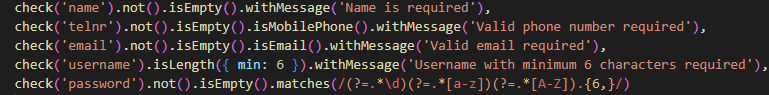 check('name').not().isEmpty().withMessage('Name is required'),
check('telnr').not().isEmpty().isMobilePhone().withMessage('Valid phone number required'),
check('email').not().isEmpty().isEmail().withMessage('Valid email required'),
check('username').isLength({ min: 6 }).withMessage('Username with minimum 6 characters required'),
check('password').not().isEmpty().matches(/(?=.*\d)(?=.*[a-z])(?=.*[A-Z]).{6,}/)